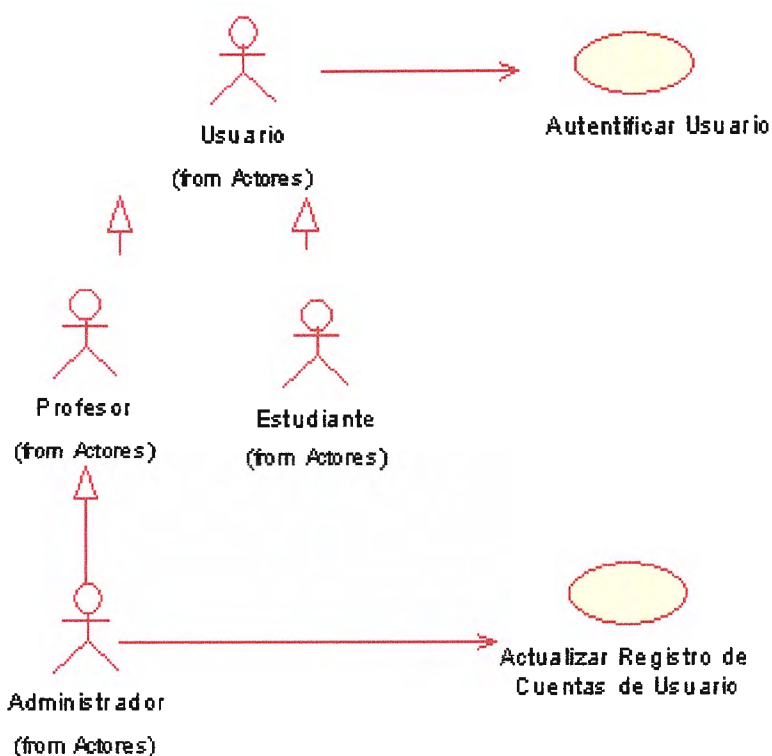 Usuario
(from Actores)
Autentificar Usuario
Profesor
(from Actores)
Estudiante
(from Actores)
Administrador
(from Actores)
Actualizar Registro de
Cuentas de Usuario